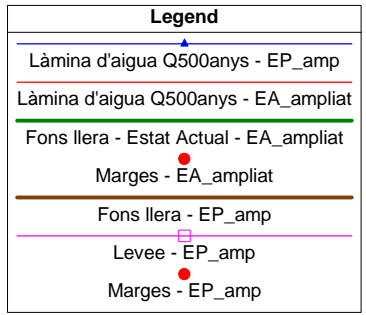 Legend
Làmina d'aigua Q500anys - EP_amp
Làmina d'aigua Q500anys - EA_ampliat
Fons llera - Estat Actual - EA_ampliat
Marges - EA_ampliat
Fons llera - EP_amp
Levee - EP_amp
Marges - EP_amp